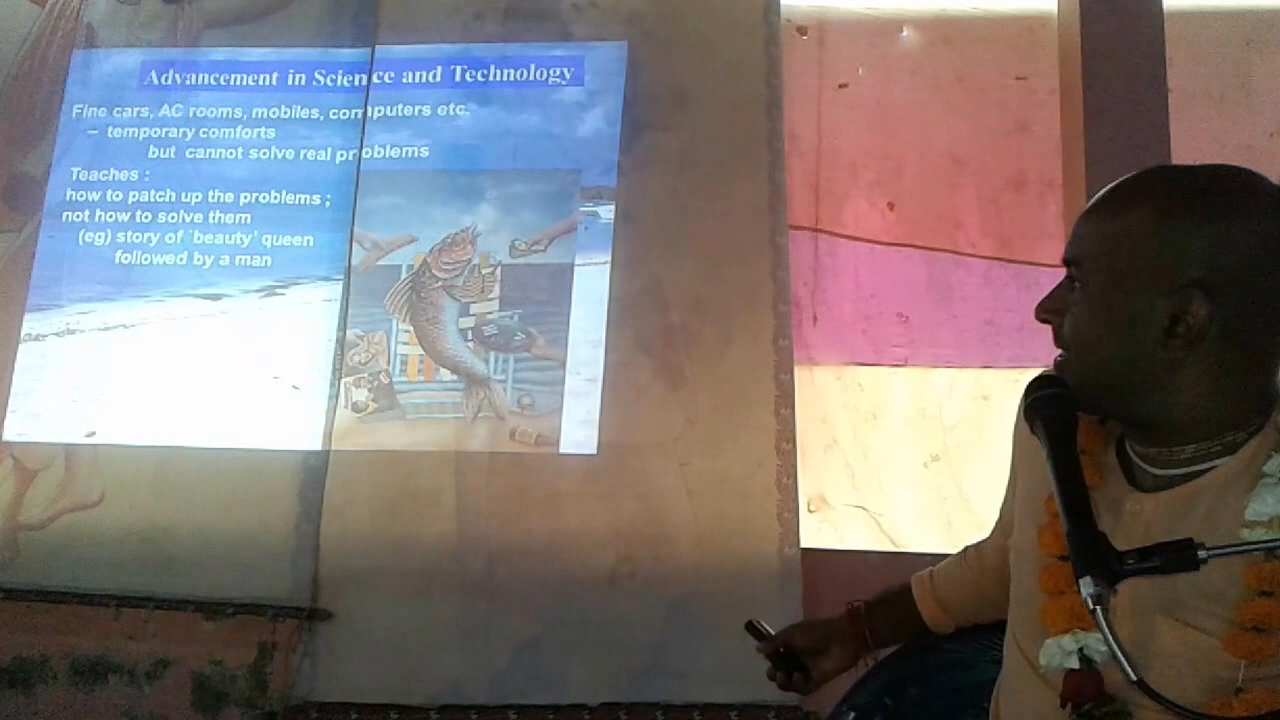 Advancement in Science and Technology
Fine cars, AC rooms, mobiles, computers etc.
– temporary comforts
but cannot solve real problems
Teaches :
how to patch up the problems ;
not how to solve them
(eg) story of `beauty' queen
followed by a man